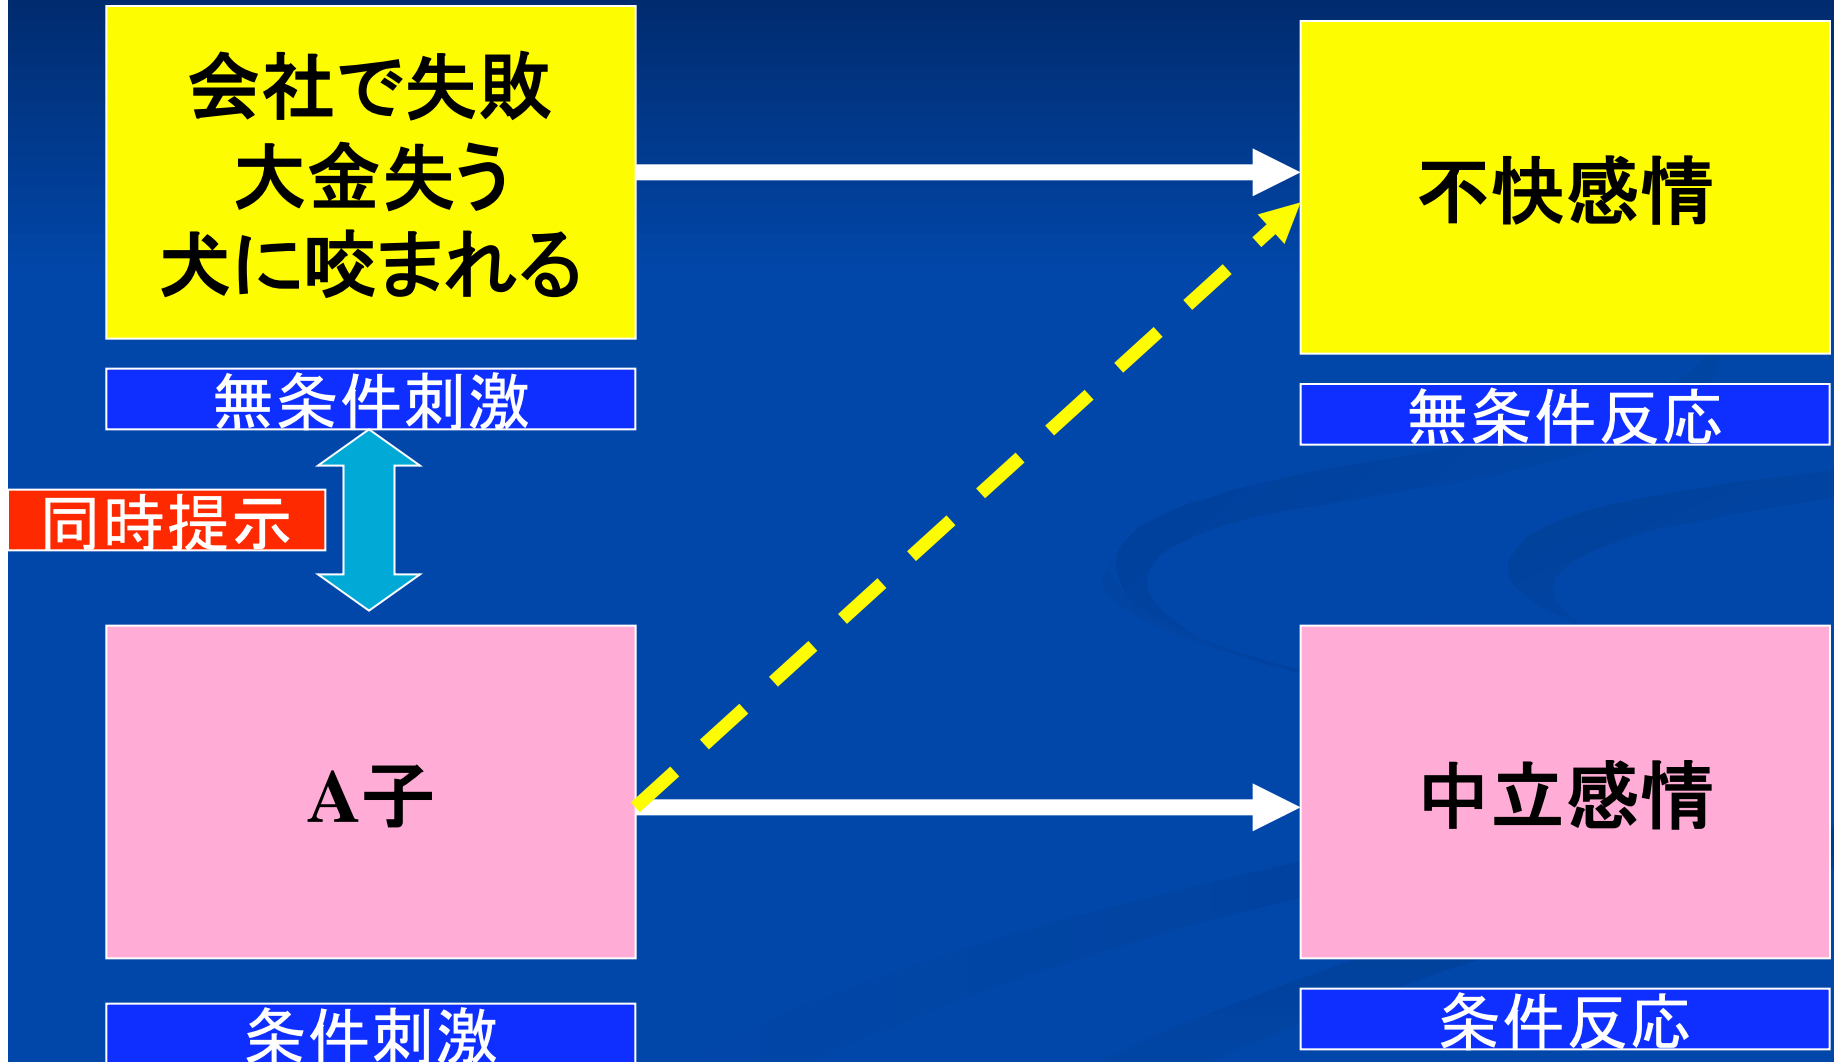 会社で失敗
大金失う
犬に咬まれる
不快感情
無条件刺激
無条件反応
同時提示
A子
中立感情
条件刺激
条件反応